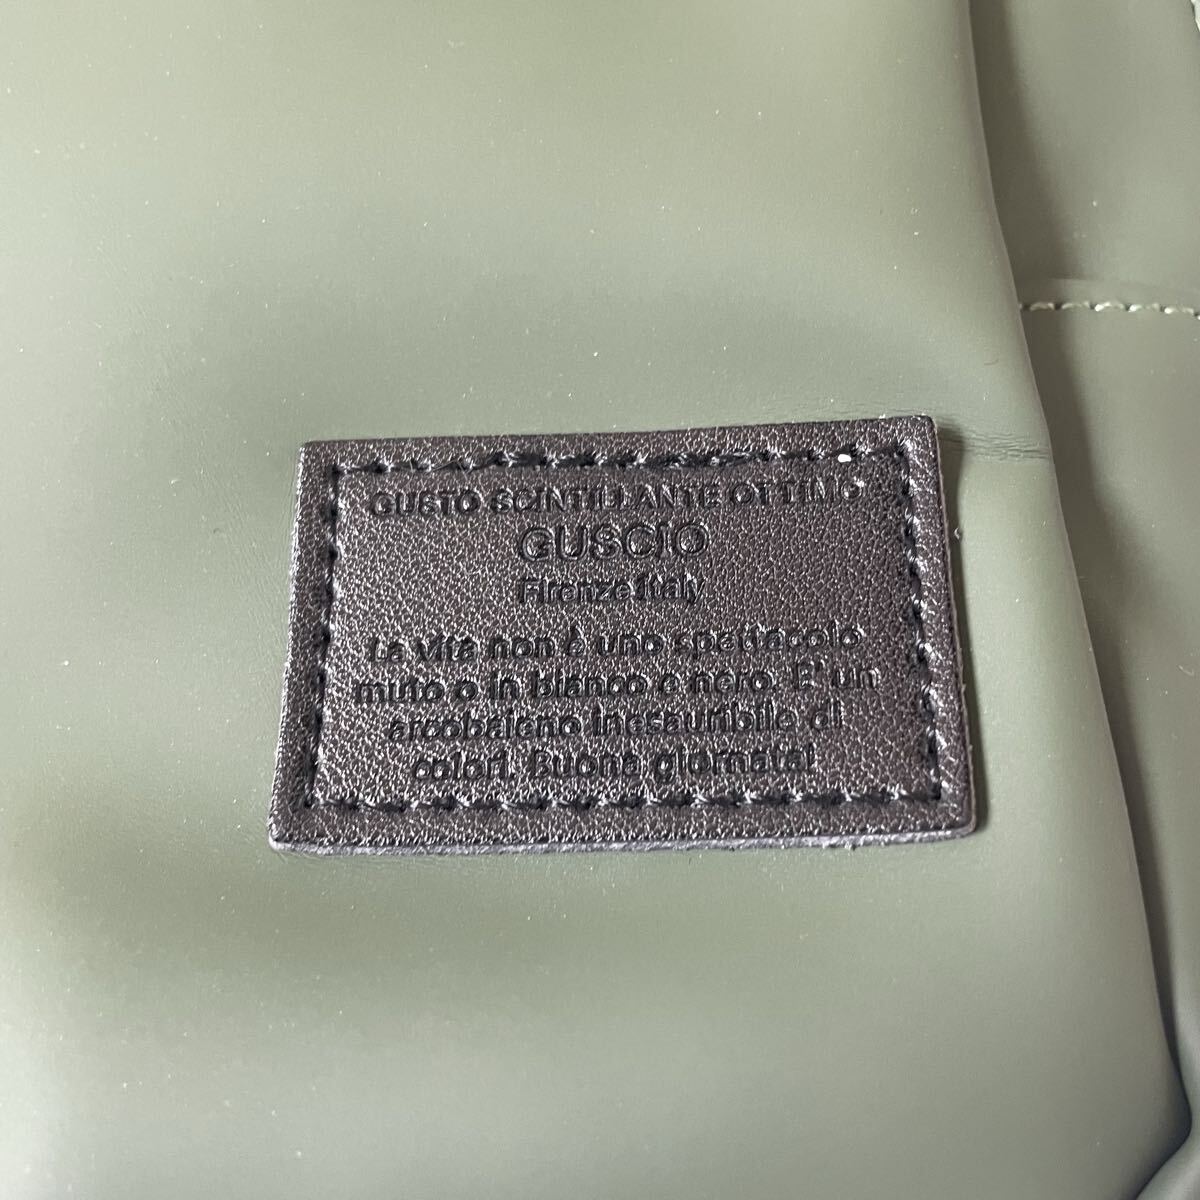 GUSTO SCINTILLANTE OTTIMO
GUSCIO
Firenze Italy
La vita non è uno spettacolo
muto o in bianco e nero. E' un
arcobaleno inesauribile di
colori. Buona giornata!